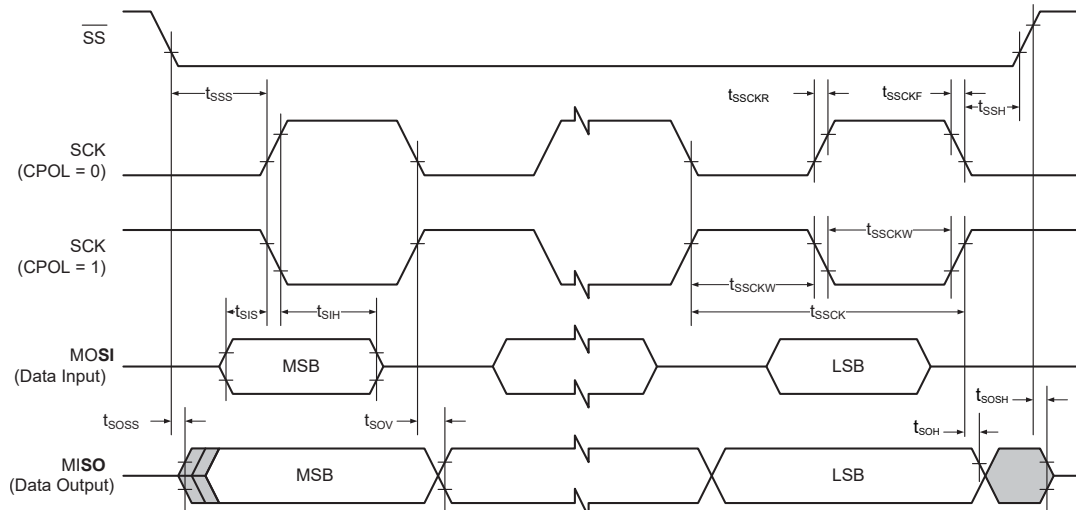 SS
tSSS
tSSCKR
tSSCKF
tSSH
SCK
(CPOL = 0)
SCK
(CPOL = 1)
tSSCKW
tSSCKW
tSSCK
tSIS
tSIH
MOSI
(Data Input)
MSB
LSB
tSOSS
tSOV
tSOH
tSOSH
MISO
(Data Output)
MSB
LSB